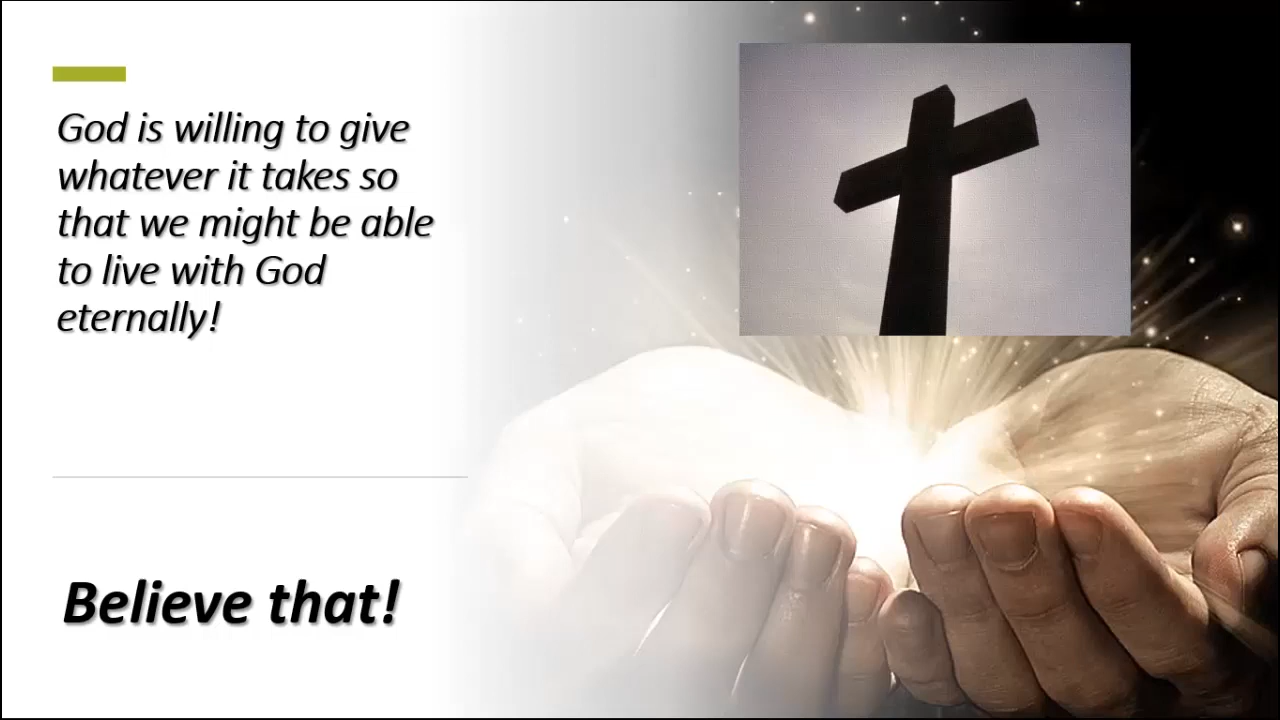 God is willing to give
whatever it takes so
that we might be able
to live with God
eternally!
Believe that!